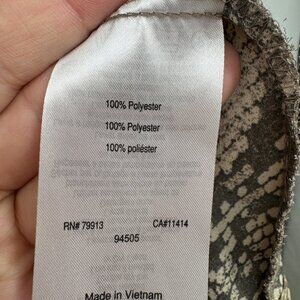 100% Polyester
100% Polyester
100% poliéster
RN# 79913 CA#11414
94505
Made in Vietnam